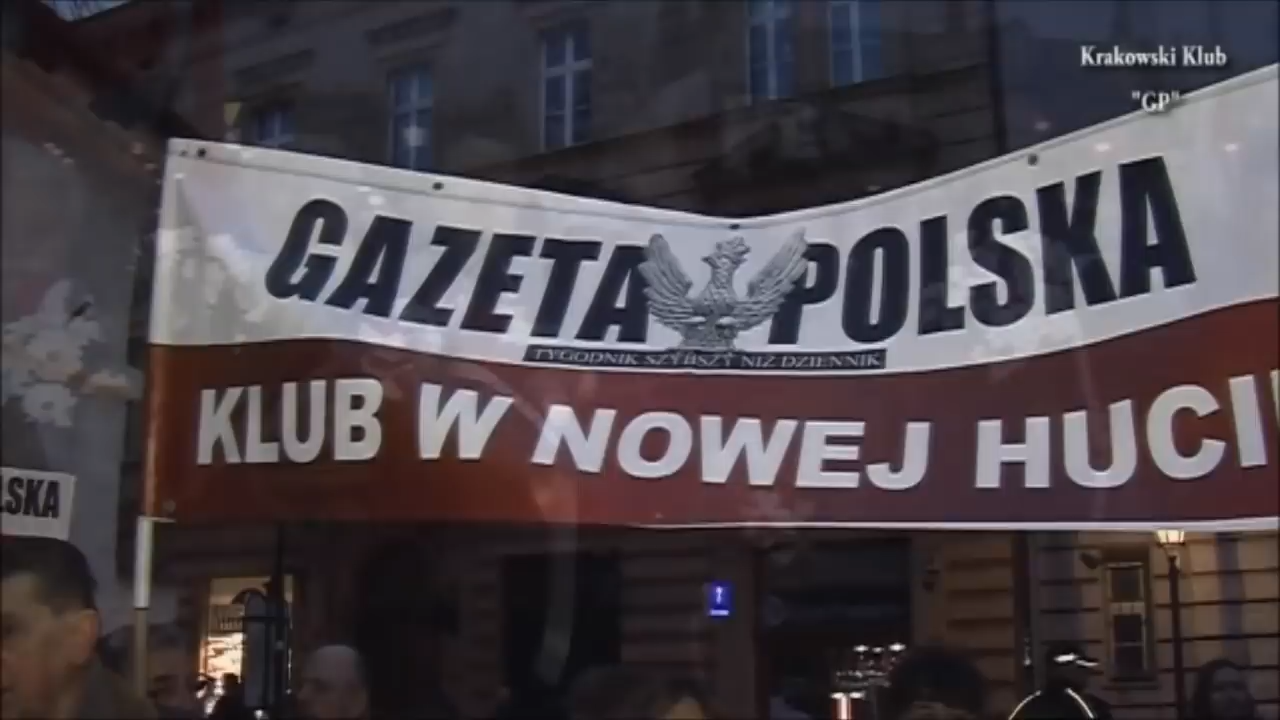 Krakowski Klub
"GP"
GAZETA POLSKA
TYGODNIK SZYBSZY NIŻ DZIENNIK
KLUB W NOWEJ HUCI
LSKA